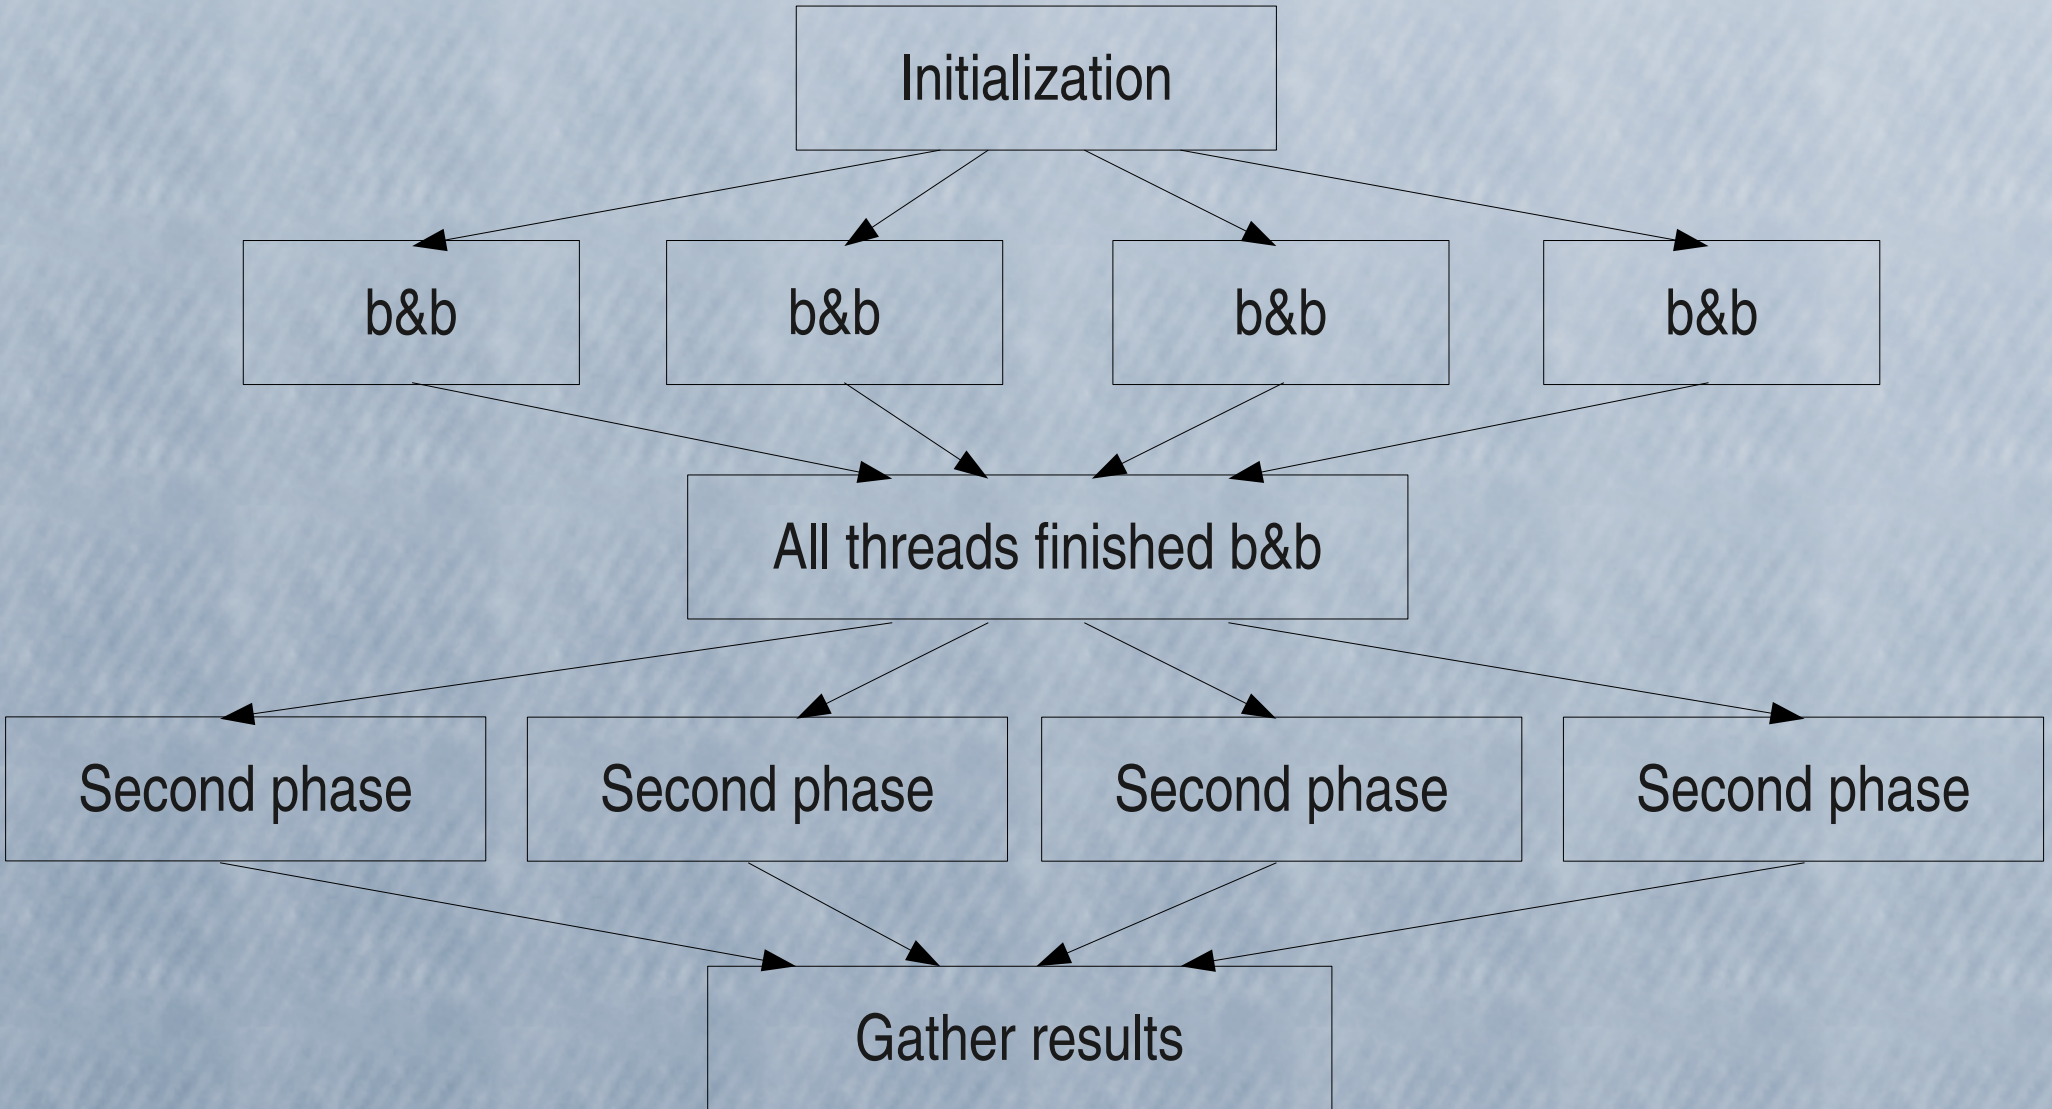 Initialization
b&b
b&b
b&b
b&b
All threads finished b&b
Second phase
Second phase
Second phase
Second phase
Gather results